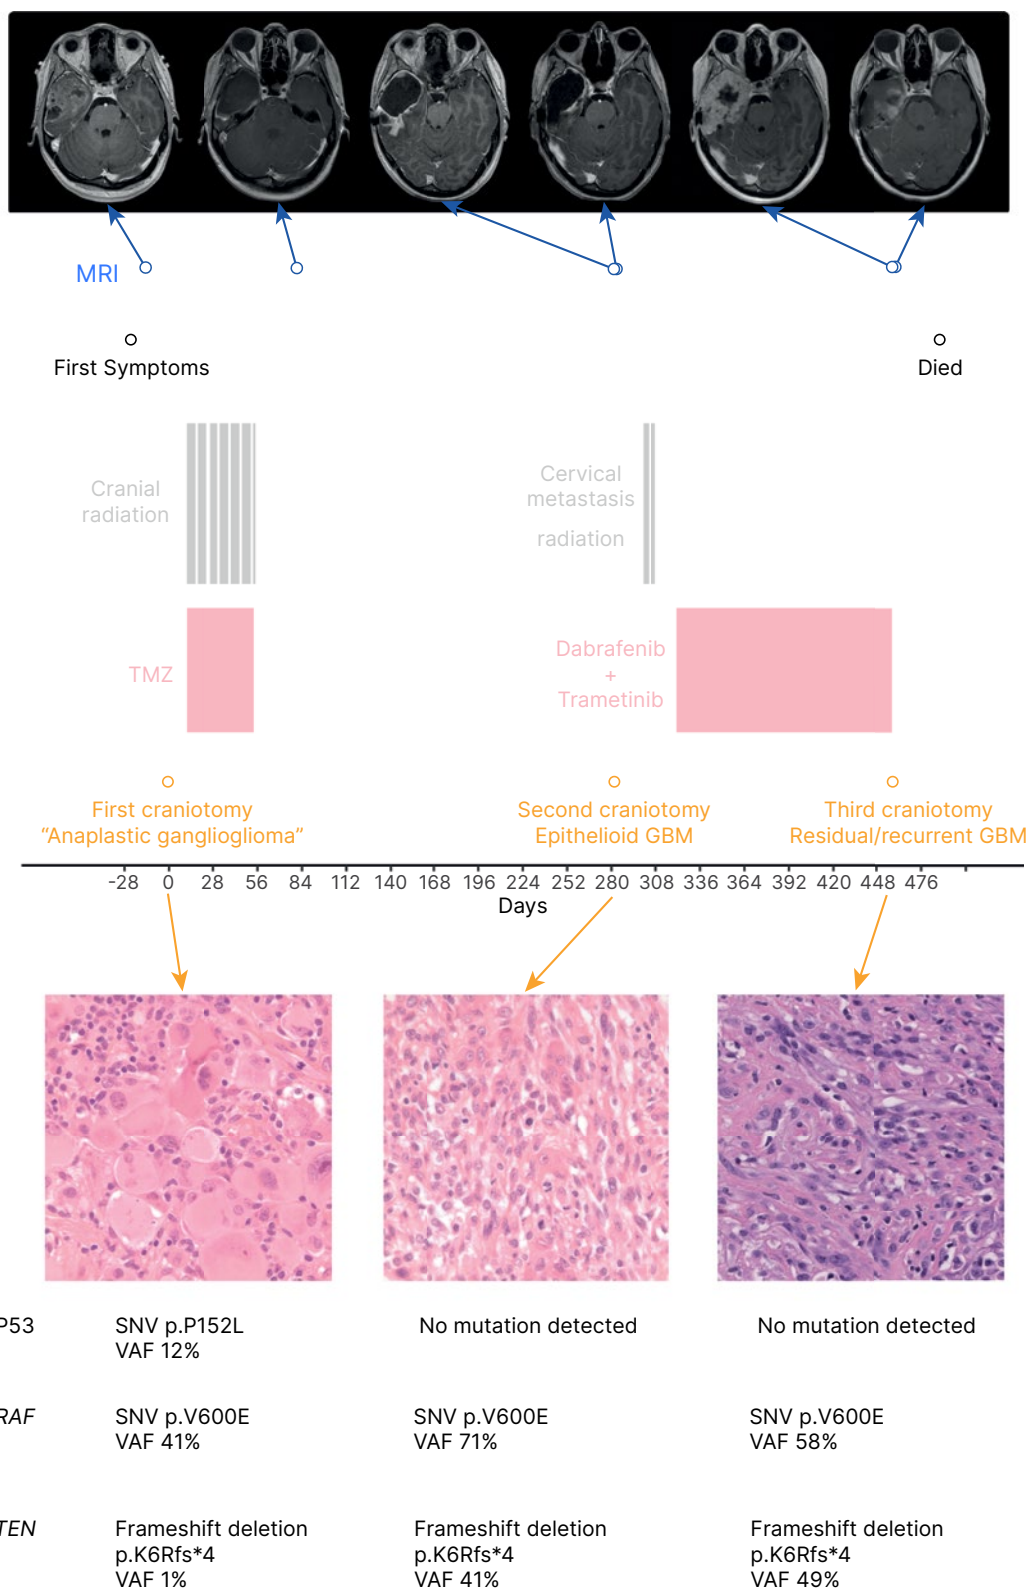 MRI
First Symptoms
Died
Cranial
radiation
Cervical
metastasis
radiation
TMZ
Dabrafenib
+
Trametinib
First craniotomy
“Anaplastic ganglioglioma”
Second craniotomy
Epithelioid GBM
Third craniotomy
Residual/recurrent GBM
-28 0 28 56 84 112 140 168 196 224 252 280 308 336 364 392 420 448 476
Days
P53 SNV p.P152L No mutation detected No mutation detected
VAF 12%
RAF SNV p.V600E SNV p.V600E SNV p.V600E
VAF 41% VAF 71% VAF 58%
TEN Frameshift deletion Frameshift deletion Frameshift deletion
p.K6Rfs*4 p.K6Rfs*4 p.K6Rfs*4
VAF 1% VAF 41% VAF 49%